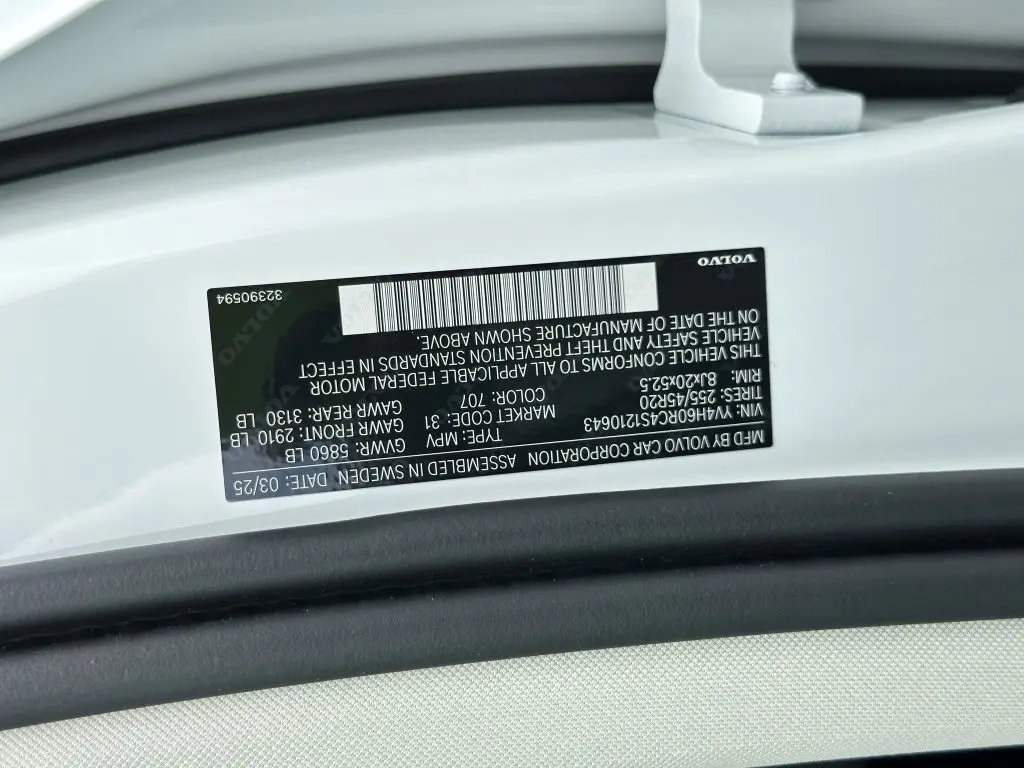 MFD BY VOLVO CAR CORPORATION ASSEMBLED IN SWEDEN DATE: 03/25
VIN: YV4H60RC4S1210643 TYPE: MPV GVWR: 5860 LB
TIRES: 255/45R20 MARKET CODE: 31 GAWR FRONT: 2910 LB
RIM: 8Jx20x52.5 COLOR: 707 GAWR REAR: 3130 LB
THIS VEHICLE CONFORMS TO ALL APPLICABLE FEDERAL MOTOR
VEHICLE SAFETY AND THEFT PREVENTION STANDARDS IN EFFECT
ON THE DATE OF MANUFACTURE SHOWN ABOVE.
VOLVO 32390594